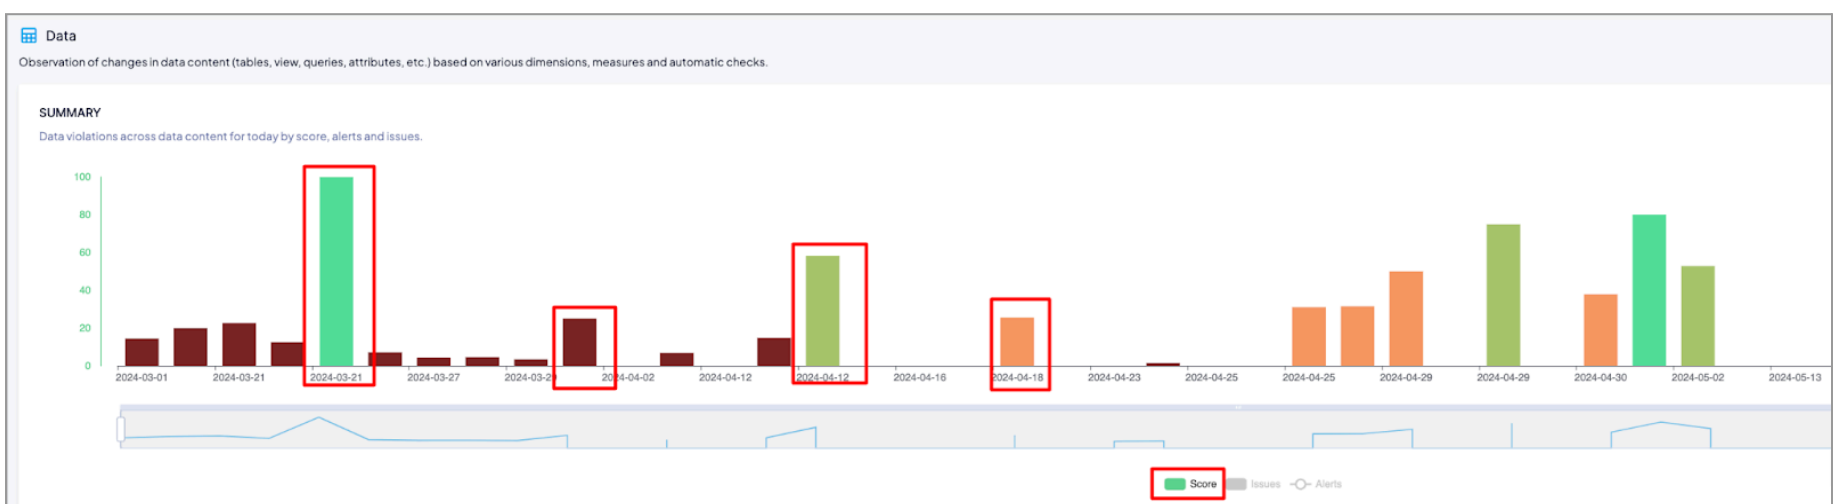 Data
Observation of changes in data content (tables, view, queries, attributes, etc.) based on various dimensions, measures and automatic checks.
SUMMARY
Data violations across data content for today by score, alerts and issues.
100
80
60
40
20
0
2024-03-01 2024-03-21 2024-03-21 2024-03-27 2024-03-29 2024-04-02 2024-04-12 2024-04-12 2024-04-16 2024-04-18 2024-04-23 2024-04-25 2024-04-25 2024-04-29 2024-04-29 2024-04-30 2024-05-02 2024-05-13
Score Issues Alerts